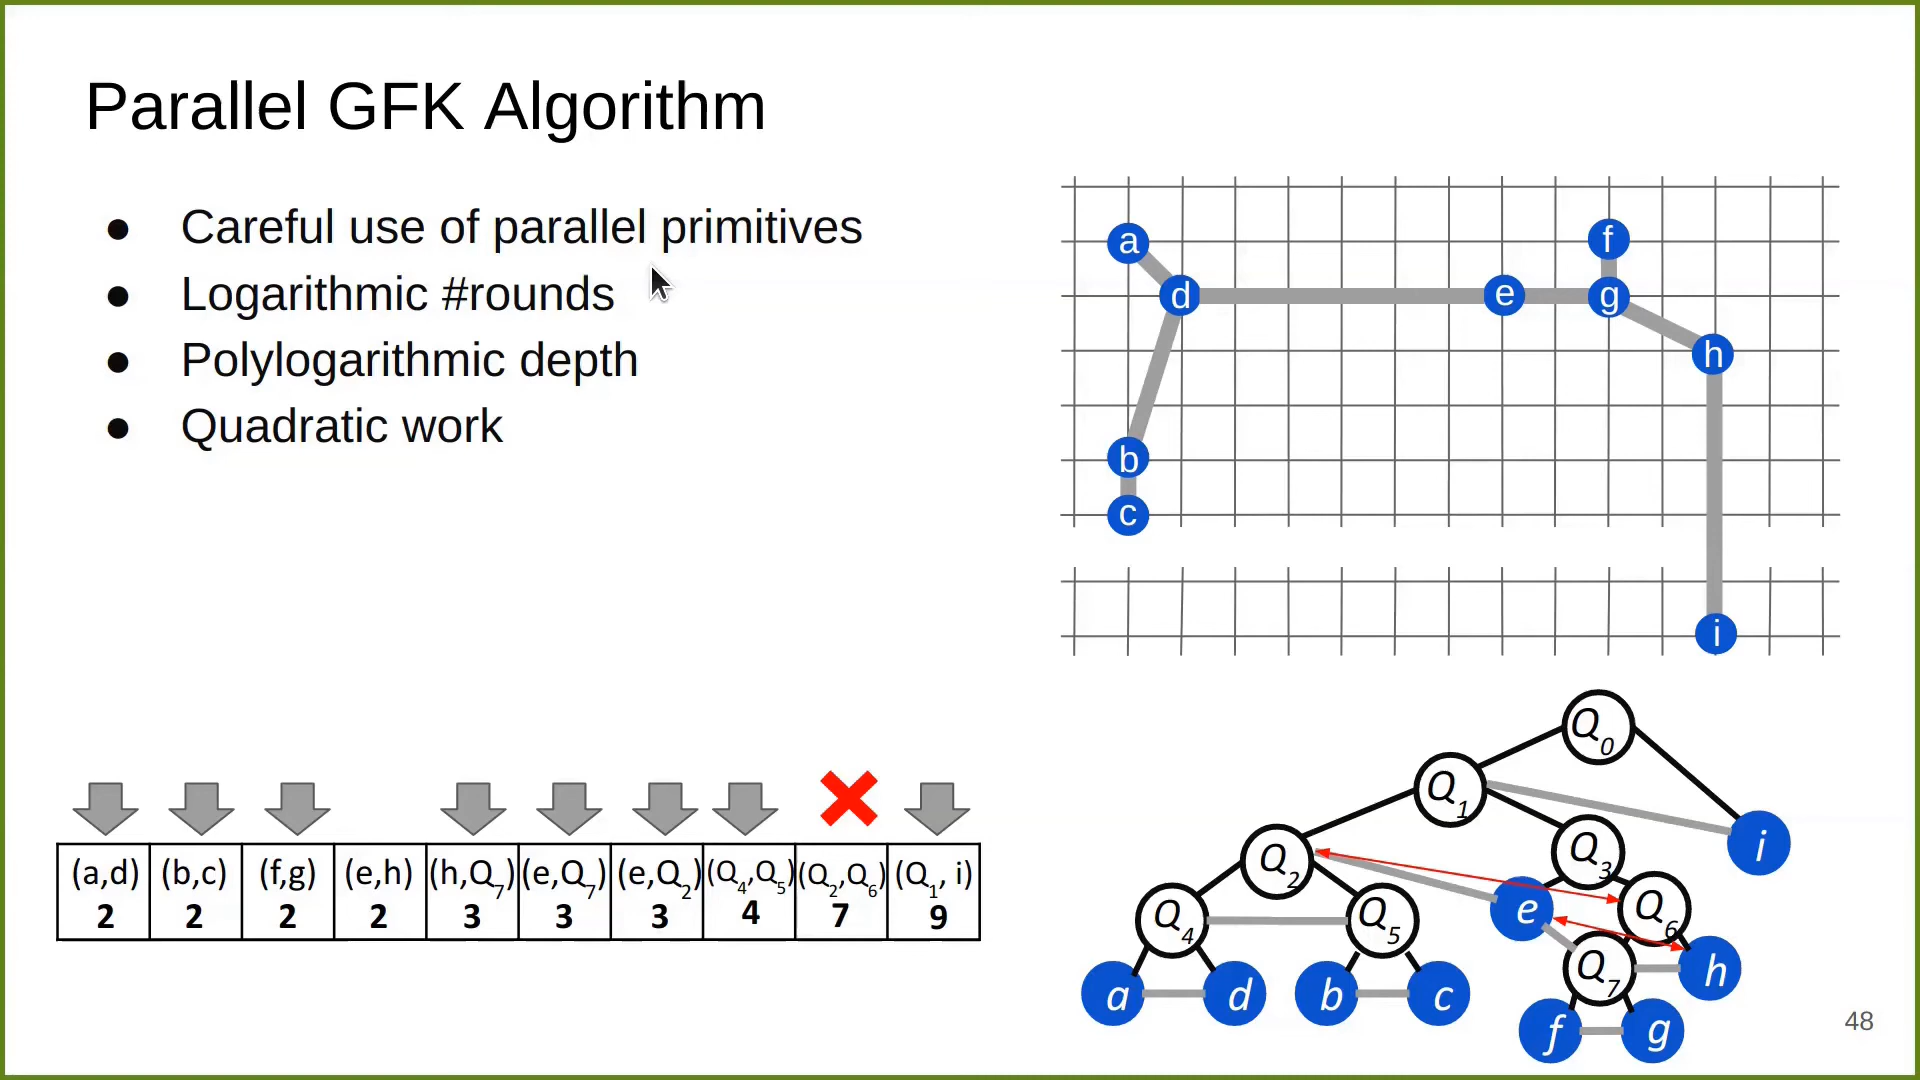 Parallel GFK Algorithm
● Careful use of parallel primitives
● Logarithmic #rounds
● Polylogarithmic depth
● Quadratic work
a
f
d
e
g
h
b
c
i
Q0
Q1
Q2
Q3
i
Q4
Q5
e
Q6
Q7
h
a
d
b
c
f
g
(a,d) (b,c) (f,g) (e,h) (h,Q7) (e,Q7) (e,Q2) (Q4,Q5) (Q2,Q6) (Q1, i)
2 2 2 2 3 3 3 4 7 9
48